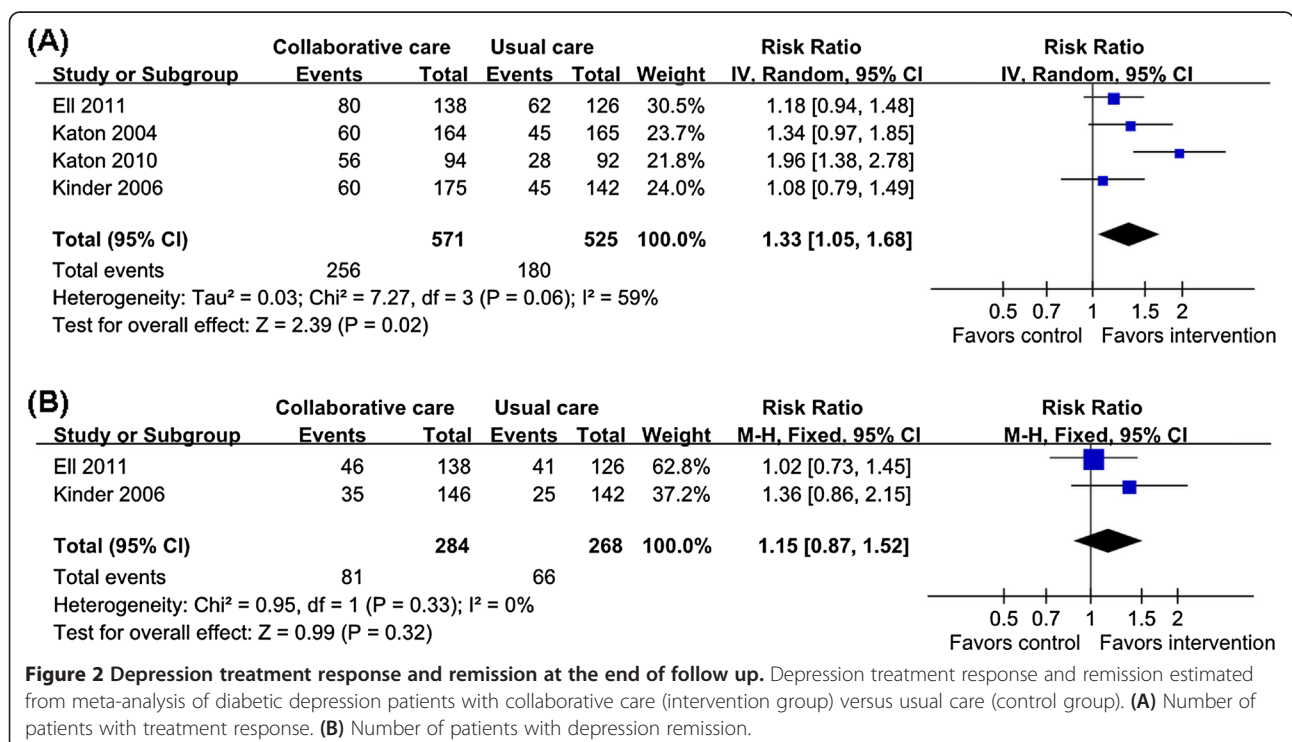 (A)
Collaborative care Usual care Risk Ratio Risk Ratio
Study or Subgroup Events Total Events Total Weight IV, Random, 95% CI IV, Random, 95% CI
Ell 2011 80 138 62 126 30.5% 1.18 [0.94, 1.48]
Katon 2004 60 164 45 165 23.7% 1.34 [0.97, 1.85]
Katon 2010 56 94 28 92 21.8% 1.96 [1.38, 2.78]
Kinder 2006 60 175 45 142 24.0% 1.08 [0.79, 1.49]
Total (95% CI) 571 525 100.0% 1.33 [1.05, 1.68]
Total events 256 180
Heterogeneity: Tau² = 0.03; Chi² = 7.27, df = 3 (P = 0.06); I² = 59%
Test for overall effect: Z = 2.39 (P = 0.02)
0.5 0.7 1 1.5 2
Favors control Favors intervention
(B)
Collaborative care Usual care Risk Ratio Risk Ratio
Study or Subgroup Events Total Events Total Weight M-H, Fixed, 95% CI M-H, Fixed, 95% CI
Ell 2011 46 138 41 126 62.8% 1.02 [0.73, 1.45]
Kinder 2006 35 146 25 142 37.2% 1.36 [0.86, 2.15]
Total (95% CI) 284 268 100.0% 1.15 [0.87, 1.52]
Total events 81 66
Heterogeneity: Chi² = 0.95, df = 1 (P = 0.33); I² = 0%
Test for overall effect: Z = 0.99 (P = 0.32)
0.5 0.7 1 1.5 2
Favors control Favors intervention
Figure 2 Depression treatment response and remission at the end of follow up. Depression treatment response and remission estimated
from meta-analysis of diabetic depression patients with collaborative care (intervention group) versus usual care (control group). (A) Number of
patients with treatment response. (B) Number of patients with depression remission.